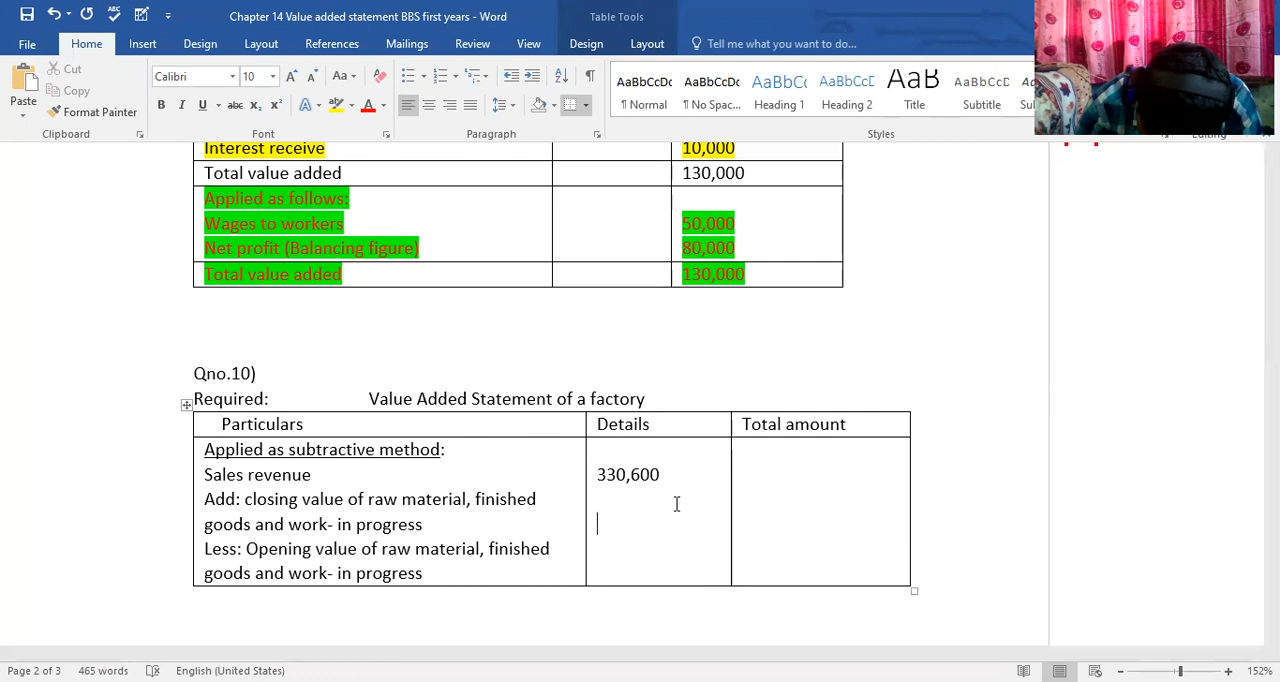 Chapter 14 Value added statement BBS first years - Word
Table Tools
File Home Insert Design Layout References Mailings Review View Design Layout Tell me what you want to do...
Cut
Copy
Format Painter
Paste
Calibri 10
AaBbCcDc AaBbCcDc AaBbCcDc AaBbCcD AaB AaBbCcDc
¶ Normal ¶ No Spac... Heading 1 Heading 2 Title Subtitle
Clipboard Font Paragraph Styles Editing
Interest receive 10,000
Total value added 130,000
Applied as follows:
Wages to workers 50,000
Net profit (Balancing figure) 80,000
Total value added 130,000
Qno.10)
Required: Value Added Statement of a factory
Particulars Details Total amount
Applied as subtractive method:
Sales revenue 330,600
Add: closing value of raw material, finished
goods and work- in progress
Less: Opening value of raw material, finished
goods and work- in progress
Page 2 of 3 465 words English (United States) 152%